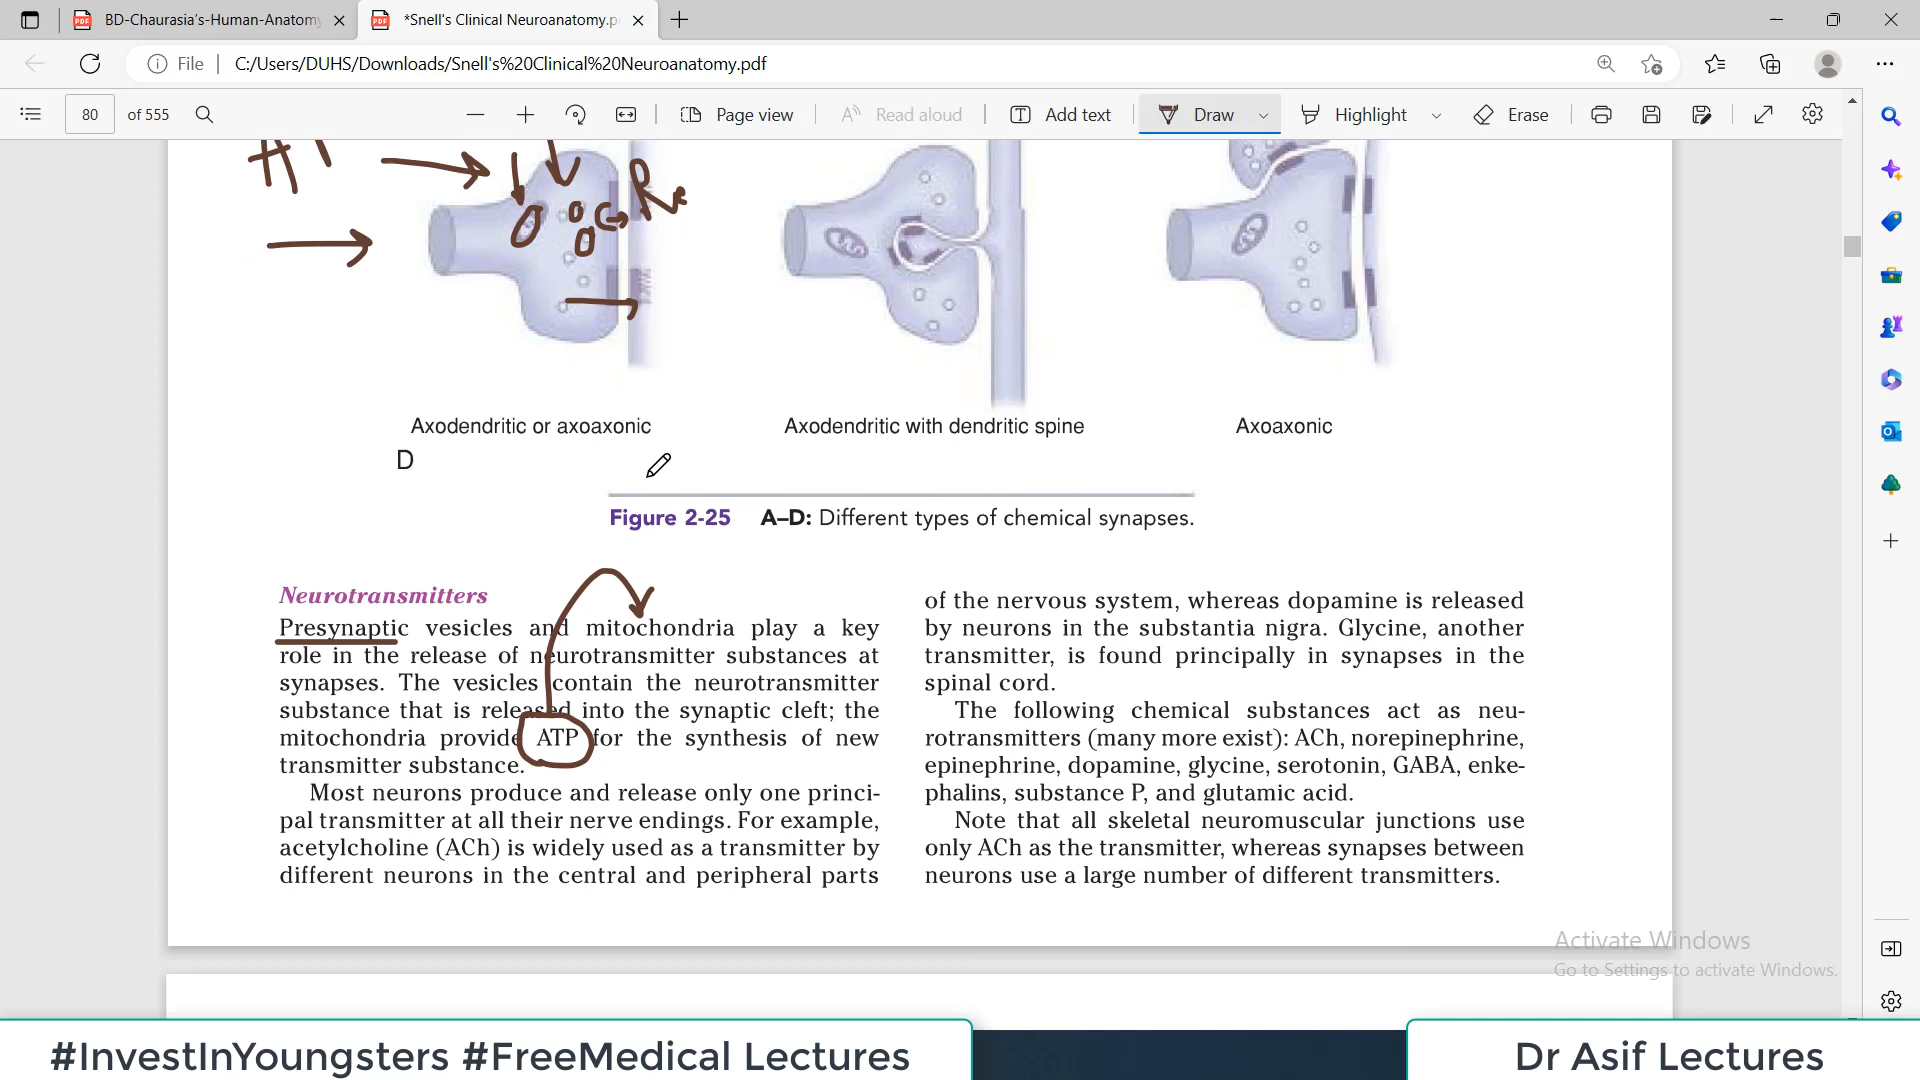 BD-Chaurasia's-Human-Anatomy
*Snell's Clinical Neuroanatomy.p
File
C:/Users/DUHS/Downloads/Snell's%20Clinical%20Neuroanatomy.pdf
80 of 555
Page view
Read aloud
Add text
Draw
Highlight
Erase
Axodendritic or axoaxonic
Axodendritic with dendritic spine
Axoaxonic
D
Figure 2-25 A–D: Different types of chemical synapses.
Neurotransmitters
Presynaptic vesicles and mitochondria play a key
role in the release of neurotransmitter substances at
synapses. The vesicles contain the neurotransmitter
substance that is released into the synaptic cleft; the
mitochondria provide ATP for the synthesis of new
transmitter substance.
Most neurons produce and release only one princi-
pal transmitter at all their nerve endings. For example,
acetylcholine (ACh) is widely used as a transmitter by
different neurons in the central and peripheral parts
of the nervous system, whereas dopamine is released
by neurons in the substantia nigra. Glycine, another
transmitter, is found principally in synapses in the
spinal cord.
The following chemical substances act as neu-
rotransmitters (many more exist): ACh, norepinephrine,
epinephrine, dopamine, glycine, serotonin, GABA, enke-
phalins, substance P, and glutamic acid.
Note that all skeletal neuromuscular junctions use
only ACh as the transmitter, whereas synapses between
neurons use a large number of different transmitters.
Activate Windows
Go to Settings to activate Windows.
#InvestInYoungsters #FreeMedical Lectures
Dr Asif Lectures